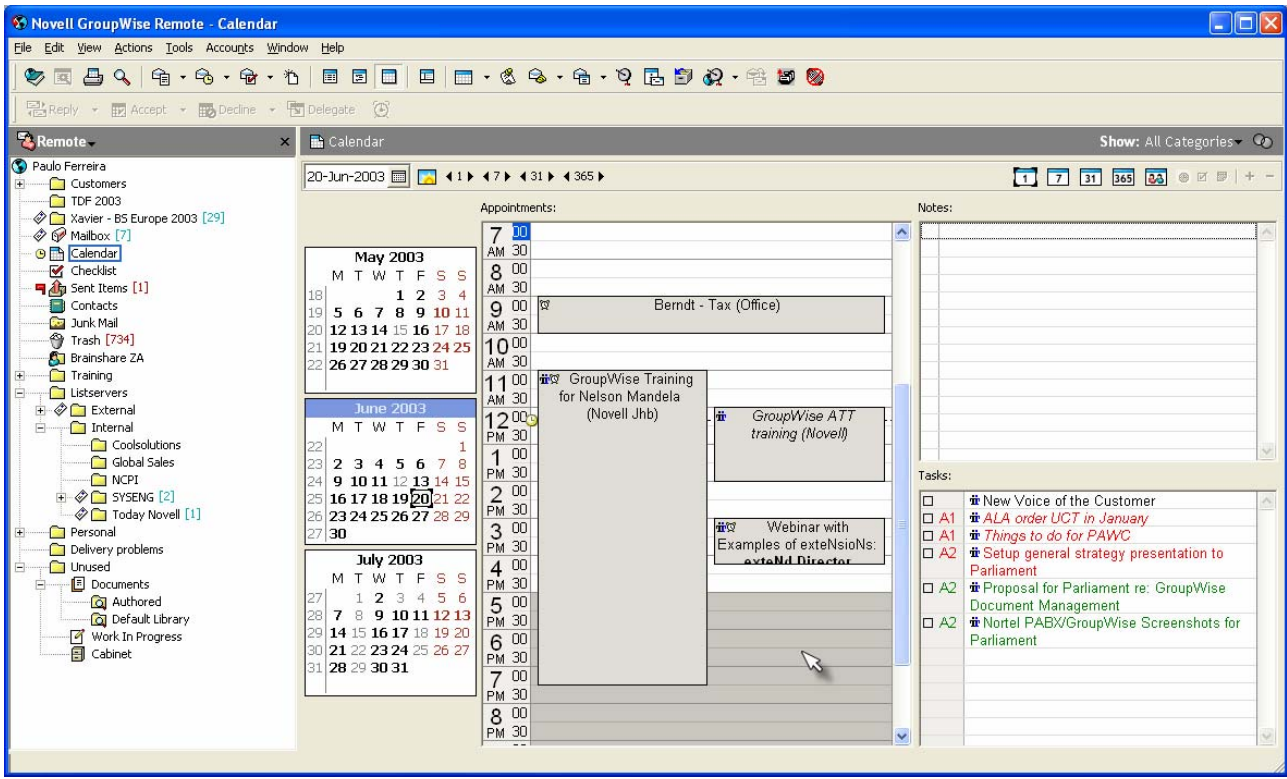 Novell GroupWise Remote - Calendar
File Edit View Actions Tools Accounts Window Help
Reply Accept Decline Delegate
Remote
Calendar
Show: All Categories
Paulo Ferreira
Customers
TDF 2003
Xavier - BS Europe 2003 [29]
Mailbox [7]
Calendar
Checklist
Sent Items [1]
Contacts
Junk Mail
Trash [734]
Brainshare ZA
Training
Listservers
External
Internal
Coolsolutions
Global Sales
NCPI
SYSENG [2]
Today Novell [1]
Personal
Delivery problems
Unused
Documents
Authored
Default Library
Work In Progress
Cabinet
20-Jun-2003 1 7 31 365
1 7 31 365 + -
May 2003
M T W T F S S
18 1 2 3 4
19 5 6 7 8 9 10 11
20 12 13 14 15 16 17 18
21 19 20 21 22 23 24 25
22 26 27 28 29 30 31
June 2003
M T W T F S S
22 1
23 2 3 4 5 6 7 8
24 9 10 11 12 13 14 15
25 16 17 18 19 20 21 22
26 23 24 25 26 27 28 29
27 30
July 2003
M T W T F S S
27 1 2 3 4 5 6
28 7 8 9 10 11 12 13
29 14 15 16 17 18 19 20
30 21 22 23 24 25 26 27
31 28 29 30 31
Appointments:
7 00
AM 30
8 00
AM 30
9 00
AM 30
10 00
AM 30
11 00
AM 30
12 00
PM 30
1 00
PM 30
2 00
PM 30
3 00
PM 30
4 00
PM 30
5 00
PM 30
6 00
PM 30
7 00
PM 30
8 00
PM 30
Berndt - Tax (Office)
GroupWise Training
for Nelson Mandela
(Novell Jhb)
GroupWise ATT
training (Novell)
Webinar with
Examples of exteNsioNs:
exteNd Director
Notes:
Tasks:
New Voice of the Customer
A1 ALA order UCT in January
A1 Things to do for PAWC
A2 Setup general strategy presentation to
Parliament
A2 Proposal for Parliament re: GroupWise
Document Management
A2 Nortel PABX/GroupWise Screenshots for
Parliament